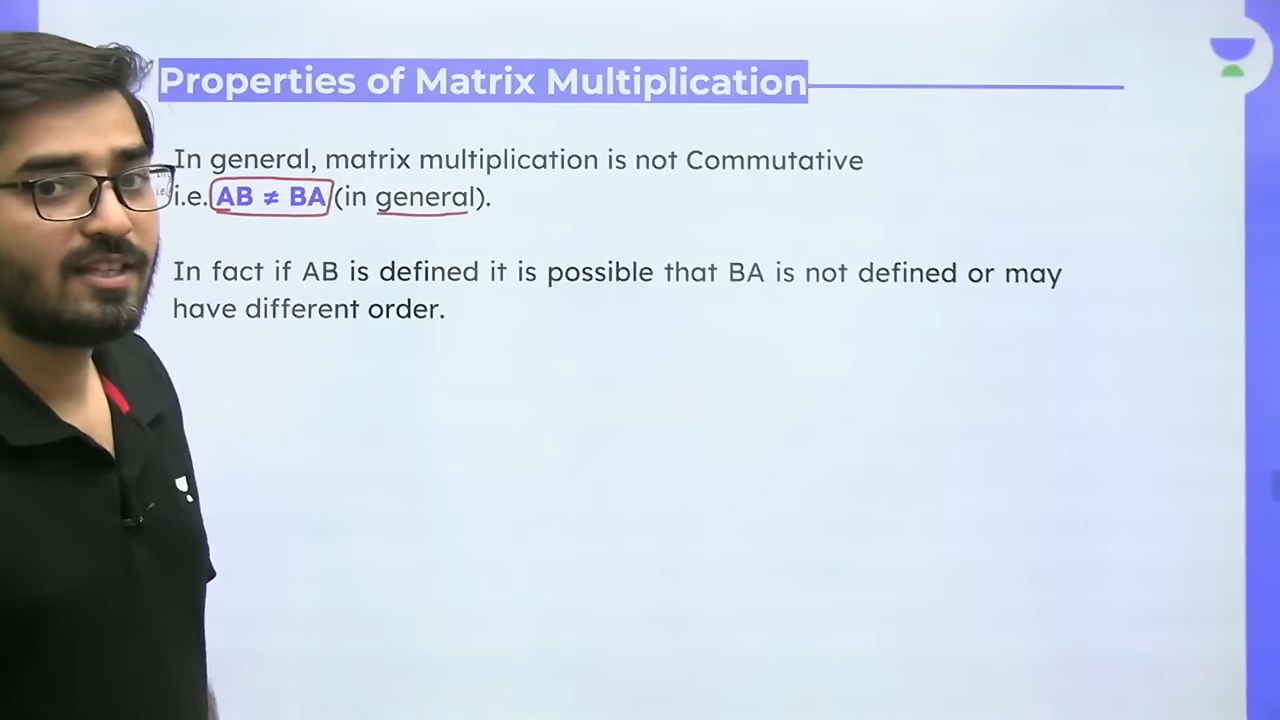 Properties of Matrix Multiplication
In general, matrix multiplication is not Commutative
i.e. AB ≠ BA (in general).
In fact if AB is defined it is possible that BA is not defined or may
have different order.